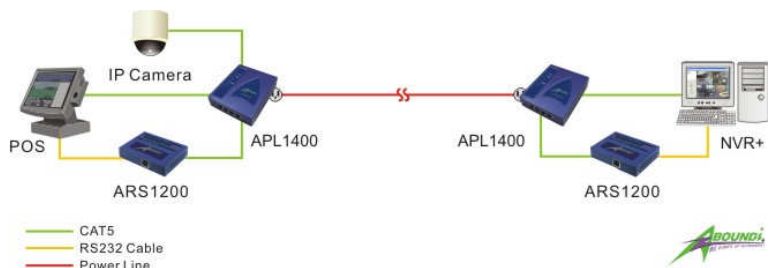 IP Camera
POS
APL1400
ARS1200
APL1400
ARS1200
NVR+
CAT5
RS232 Cable
Power Line
ABOUNDi